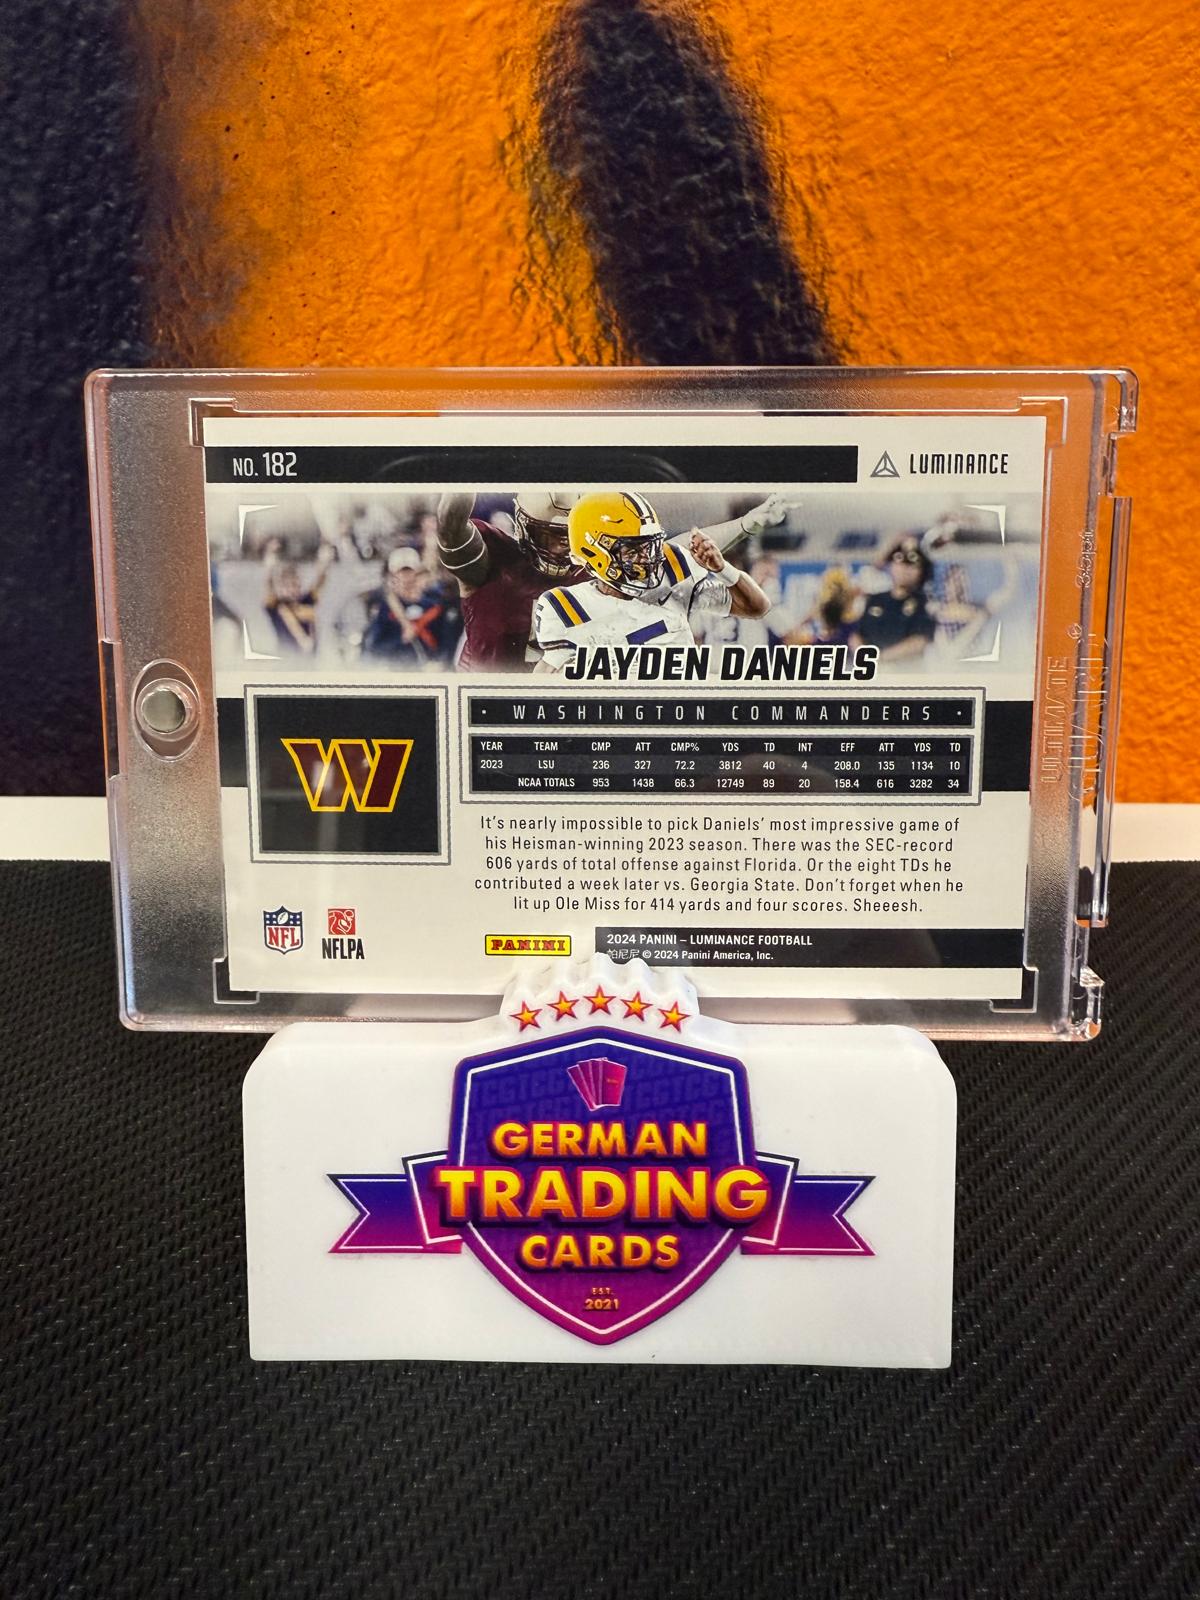 NO. 182
LUMINANCE
JAYDEN DANIELS
· WASHINGTON COMMANDERS ·
YEAR TEAM CMP ATT CMP% YDS TD INT EFF ATT YDS TD
2023 LSU 236 327 72.2 3812 40 4 208.0 135 1134 10
NCAA TOTALS 953 1438 66.3 12749 89 20 158.4 616 3282 34
It's nearly impossible to pick Daniels' most impressive game of
his Heisman-winning 2023 season. There was the SEC-record
606 yards of total offense against Florida. Or the eight TDs he
contributed a week later vs. Georgia State. Don't forget when he
lit up Ole Miss for 414 yards and four scores. Sheeesh.
NFL
NFLPA
PANINI
2024 PANINI – LUMINANCE FOOTBALL
帕尼尼 © 2024 Panini America, Inc.
35pt
ULTIMATE
GUARD®
GERMAN
TRADING
CARDS
EST.
2021